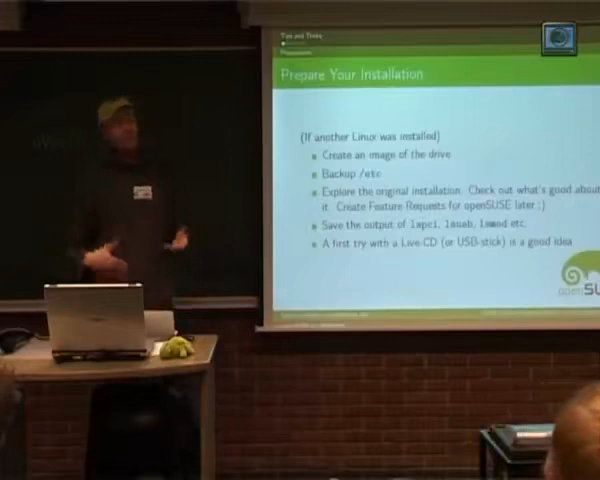 Tips and Tricks
Preparation
Prepare Your Installation
(If another Linux was installed)
Create an image of the drive
Backup /etc
Explore the original installation. Check out what's good about
it. Create Feature Requests for openSUSE later ;)
Save the output of lspci, lsusb, lsmod etc.
A first try with a Live-CD (or USB-stick) is a good idea
openSU